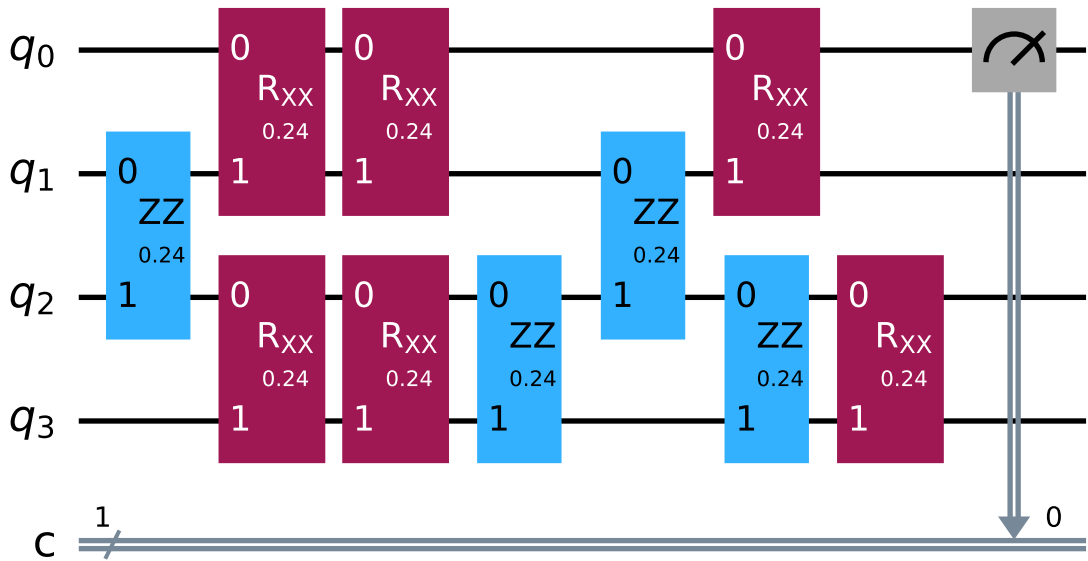 q0 0 RXX 0.24 1 0 RXX 0.24 1 0 RXX 0.24 1
q1 0 ZZ 0.24 1 0 ZZ 0.24 1
q2 0 RXX 0.24 1 0 RXX 0.24 1 0 ZZ 0.24 1 0 ZZ 0.24 1 0 RXX 0.24 1
q3
c 1 0